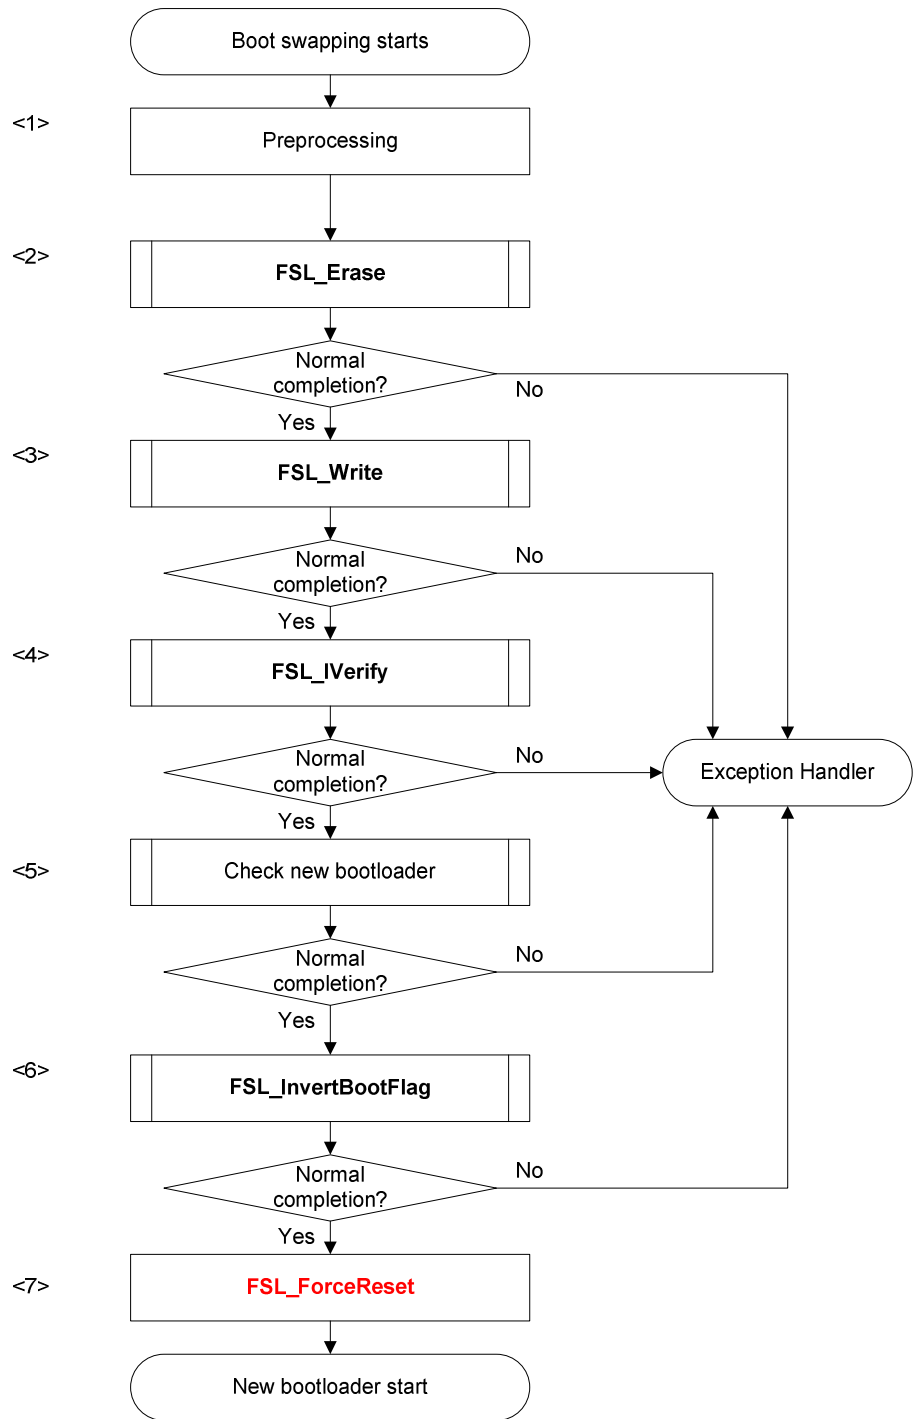 Boot swapping starts
<1>
Preprocessing
<2>
FSL_Erase
Normal
completion?
No
Yes
<3>
FSL_Write
Normal
completion?
No
Yes
<4>
FSL_IVerify
Normal
completion?
No
Exception Handler
Yes
<5>
Check new bootloader
Normal
completion?
No
Yes
<6>
FSL_InvertBootFlag
Normal
completion?
No
Yes
<7>
FSL_ForceReset
New bootloader start